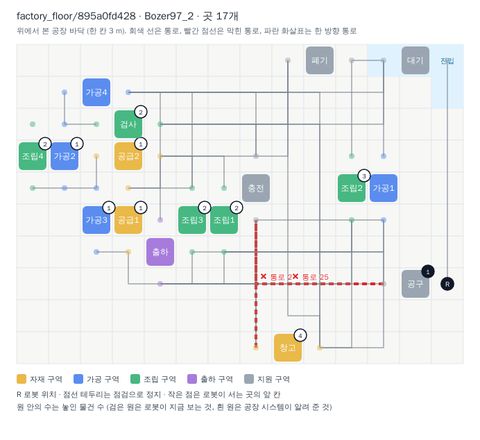 factory_floor/895a0fd428 · Bozer97_2 · 곳 17개
위에서 본 공장 바닥 (한 칸 3 m). 회색 선은 통로, 빨간 점선은 막힌 통로, 빨간 화살표는 한 방향 통로
폐기 대기 진입
가공4
2
검사
2 1 2
조립4 가공2 공급2
3
충전 조립2 가공1
1 1 2 2
가공3 공급1 조립3 조립1
출하
✕ 통로 2 ✕ 통로 25
1
공구 R
4
창고
자재 구역 가공 구역 조립 구역 출하 구역 지원 구역
R 로봇 위치 · 점선 테두리는 점검으로 정지 · 작은 점은 로봇이 서는 곳의 앞 칸
원 안의 수는 놓인 물건 수 (검은 원은 로봇이 지금 보는 것, 흰 원은 공장 시스템이 알려 준 것)